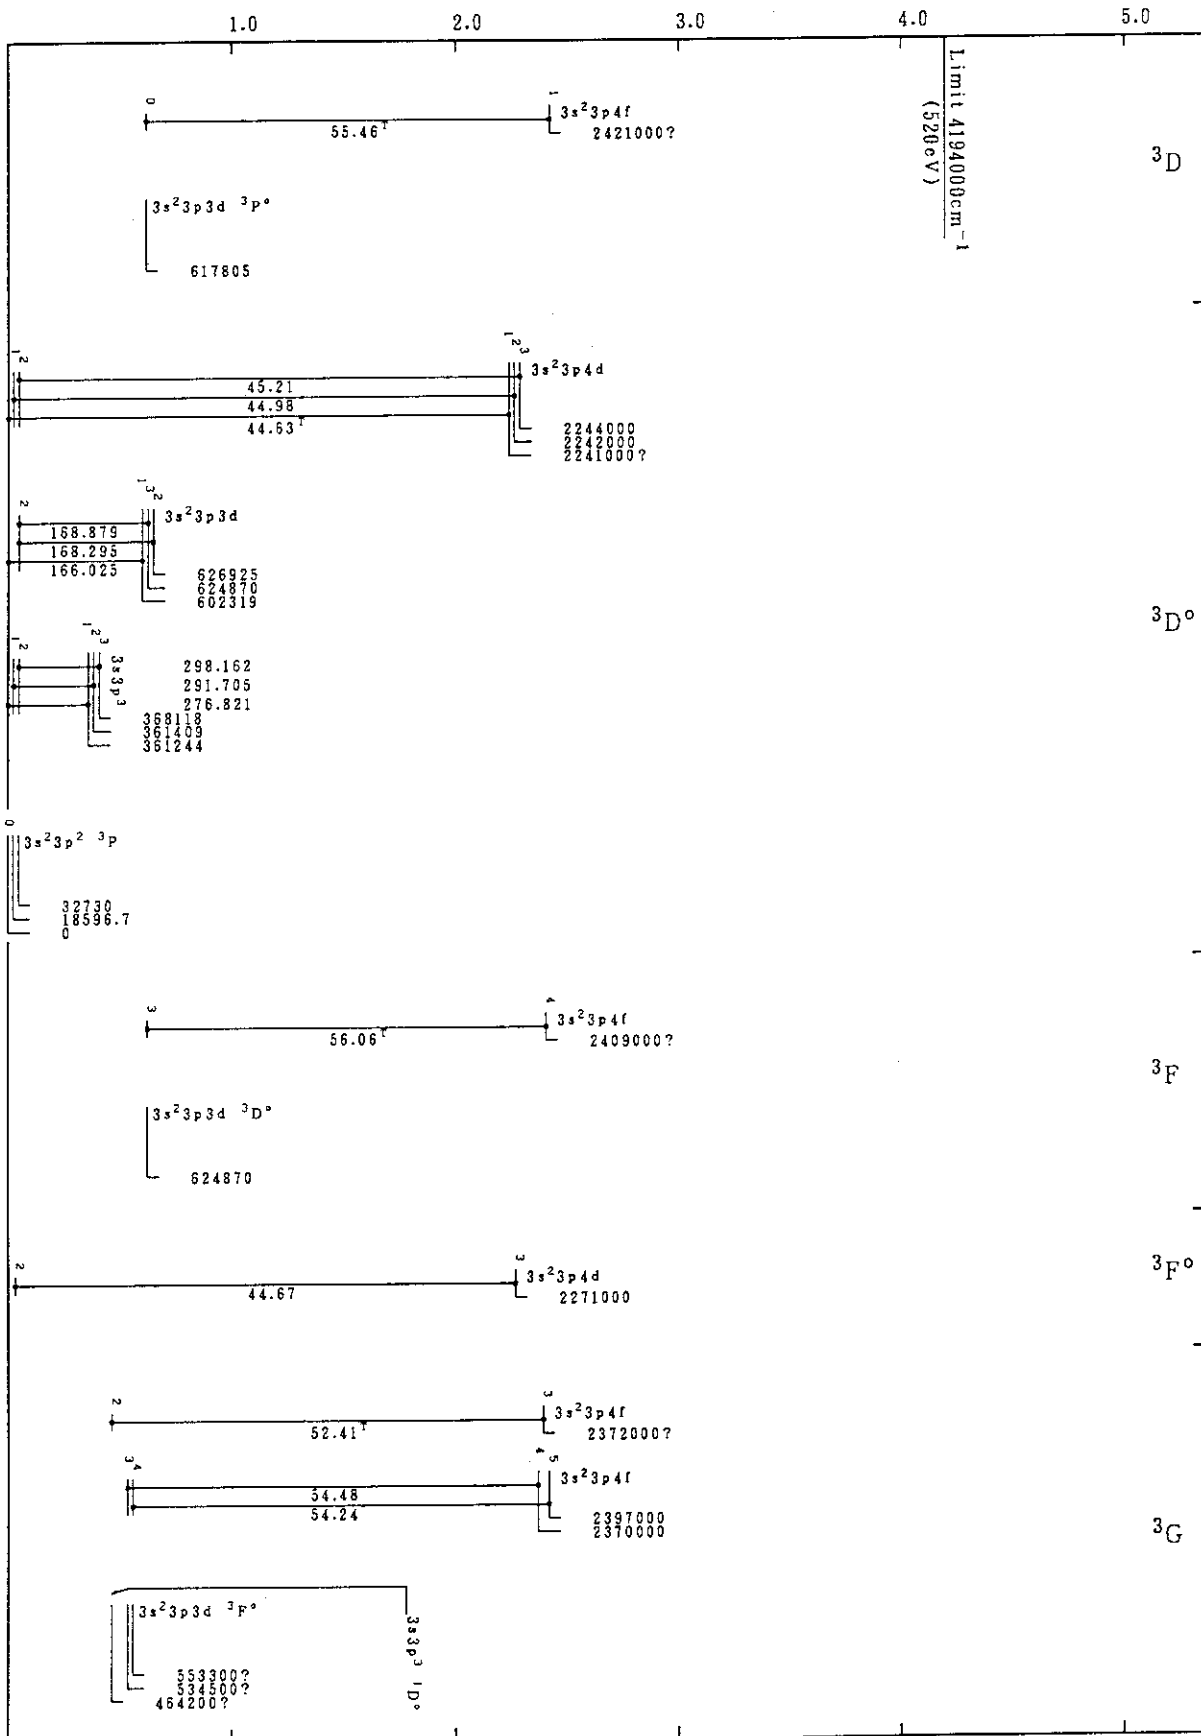 1.0 2.0 3.0 4.0 5.0
Limit 4194000cm⁻¹
(520eV)
0 1 3s²3p4f
55.46ᵀ 2421000?
³D
3s²3p3d ³P°
617805
1 2 1 2 3 3s²3p4d
45.21
44.98
44.63ᵀ
2244000
2242000
2241000?
2 1 3 2 3s²3p3d
168.879
168.295
166.025
626925
624870
602319
³D°
1 2 1 2 3 3s3p³
298.162
291.705
276.821
368118
361409
361244
0
3s²3p² ³P
32730
18596.7
0
3 4 3s²3p4f
56.06ᵀ 2409000?
³F
3s²3p3d ³D°
624870
2 3 3s²3p4d
44.67 2271000
³F°
2 3 3s²3p4f
52.41ᵀ 2372000?
3 4 4 5 3s²3p4f
54.48
54.24
2397000
2370000
³G
3s²3p3d ³F°
3s3p³ ¹D°
553300?
534500?
464200?